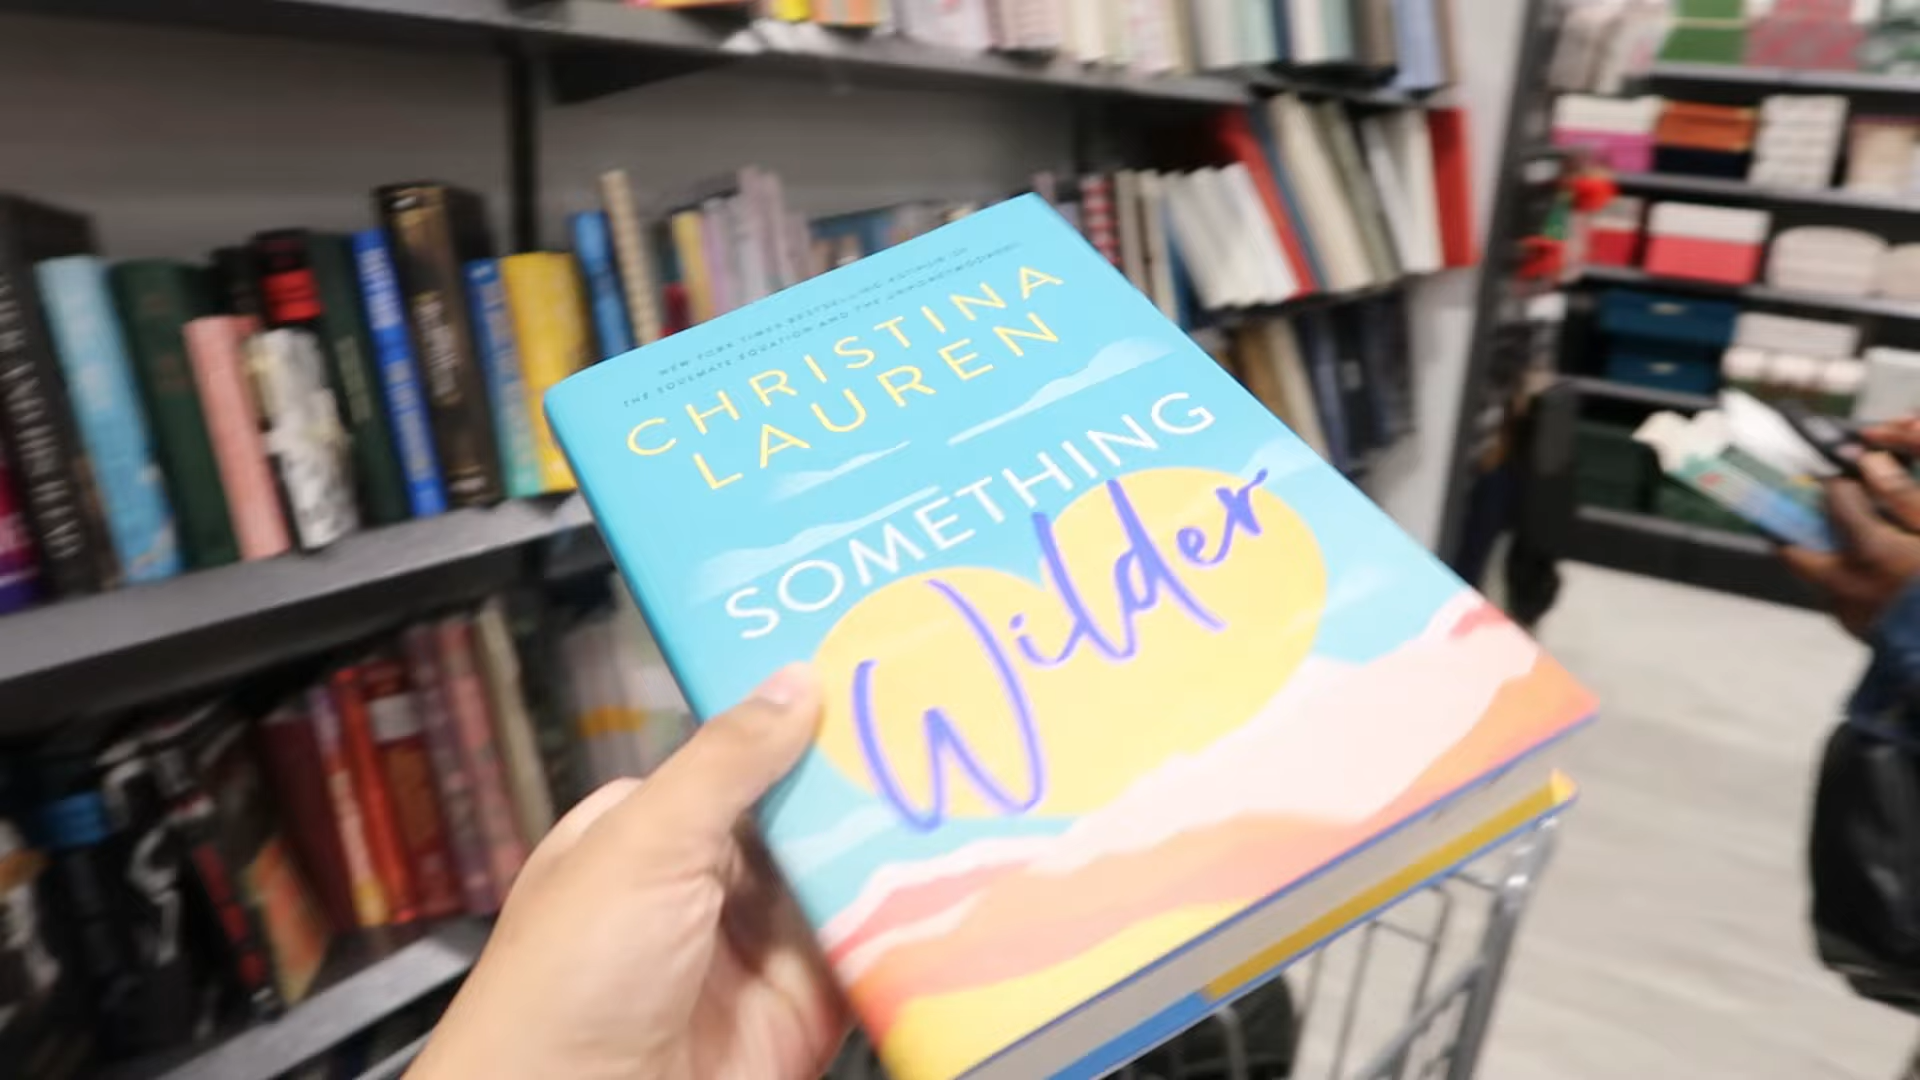 NEW YORK TIMES BESTSELLING AUTHOR OF
THE SOULMATE EQUATION AND THE UNHONEYMOONERS
CHRISTINA
LAUREN
SOMETHING
Wilder